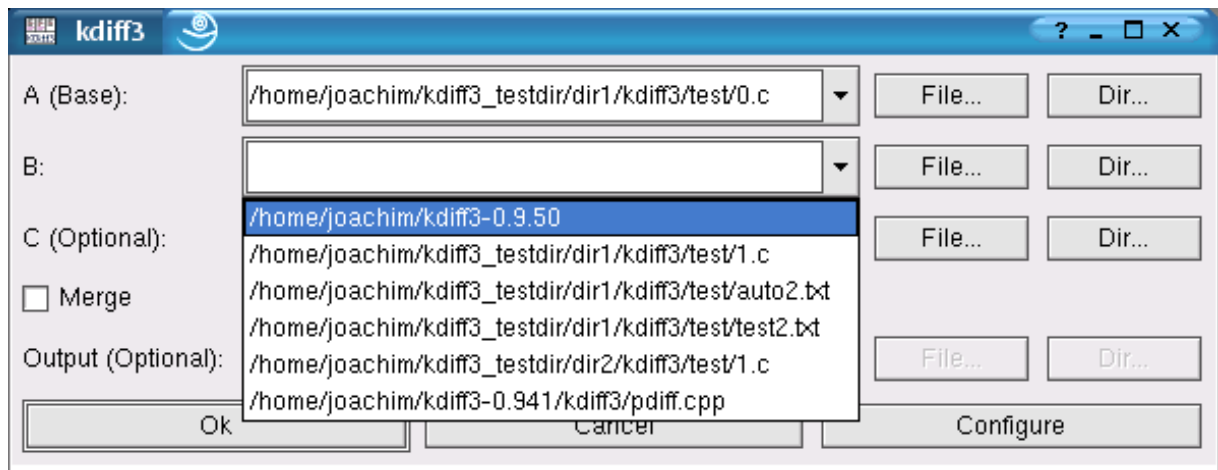 kdiff3 ? _ □ ×
A (Base): /home/joachim/kdiff3_testdir/dir1/kdiff3/test/0.c File... Dir...
B: File... Dir...
/home/joachim/kdiff3-0.9.50
C (Optional): File... Dir...
/home/joachim/kdiff3_testdir/dir1/kdiff3/test/1.c
/home/joachim/kdiff3_testdir/dir1/kdiff3/test/auto2.txt
Merge
/home/joachim/kdiff3_testdir/dir1/kdiff3/test/test2.txt
Output (Optional): File... Dir...
/home/joachim/kdiff3_testdir/dir2/kdiff3/test/1.c
/home/joachim/kdiff3-0.941/kdiff3/pdiff.cpp
Ok Cancel Configure